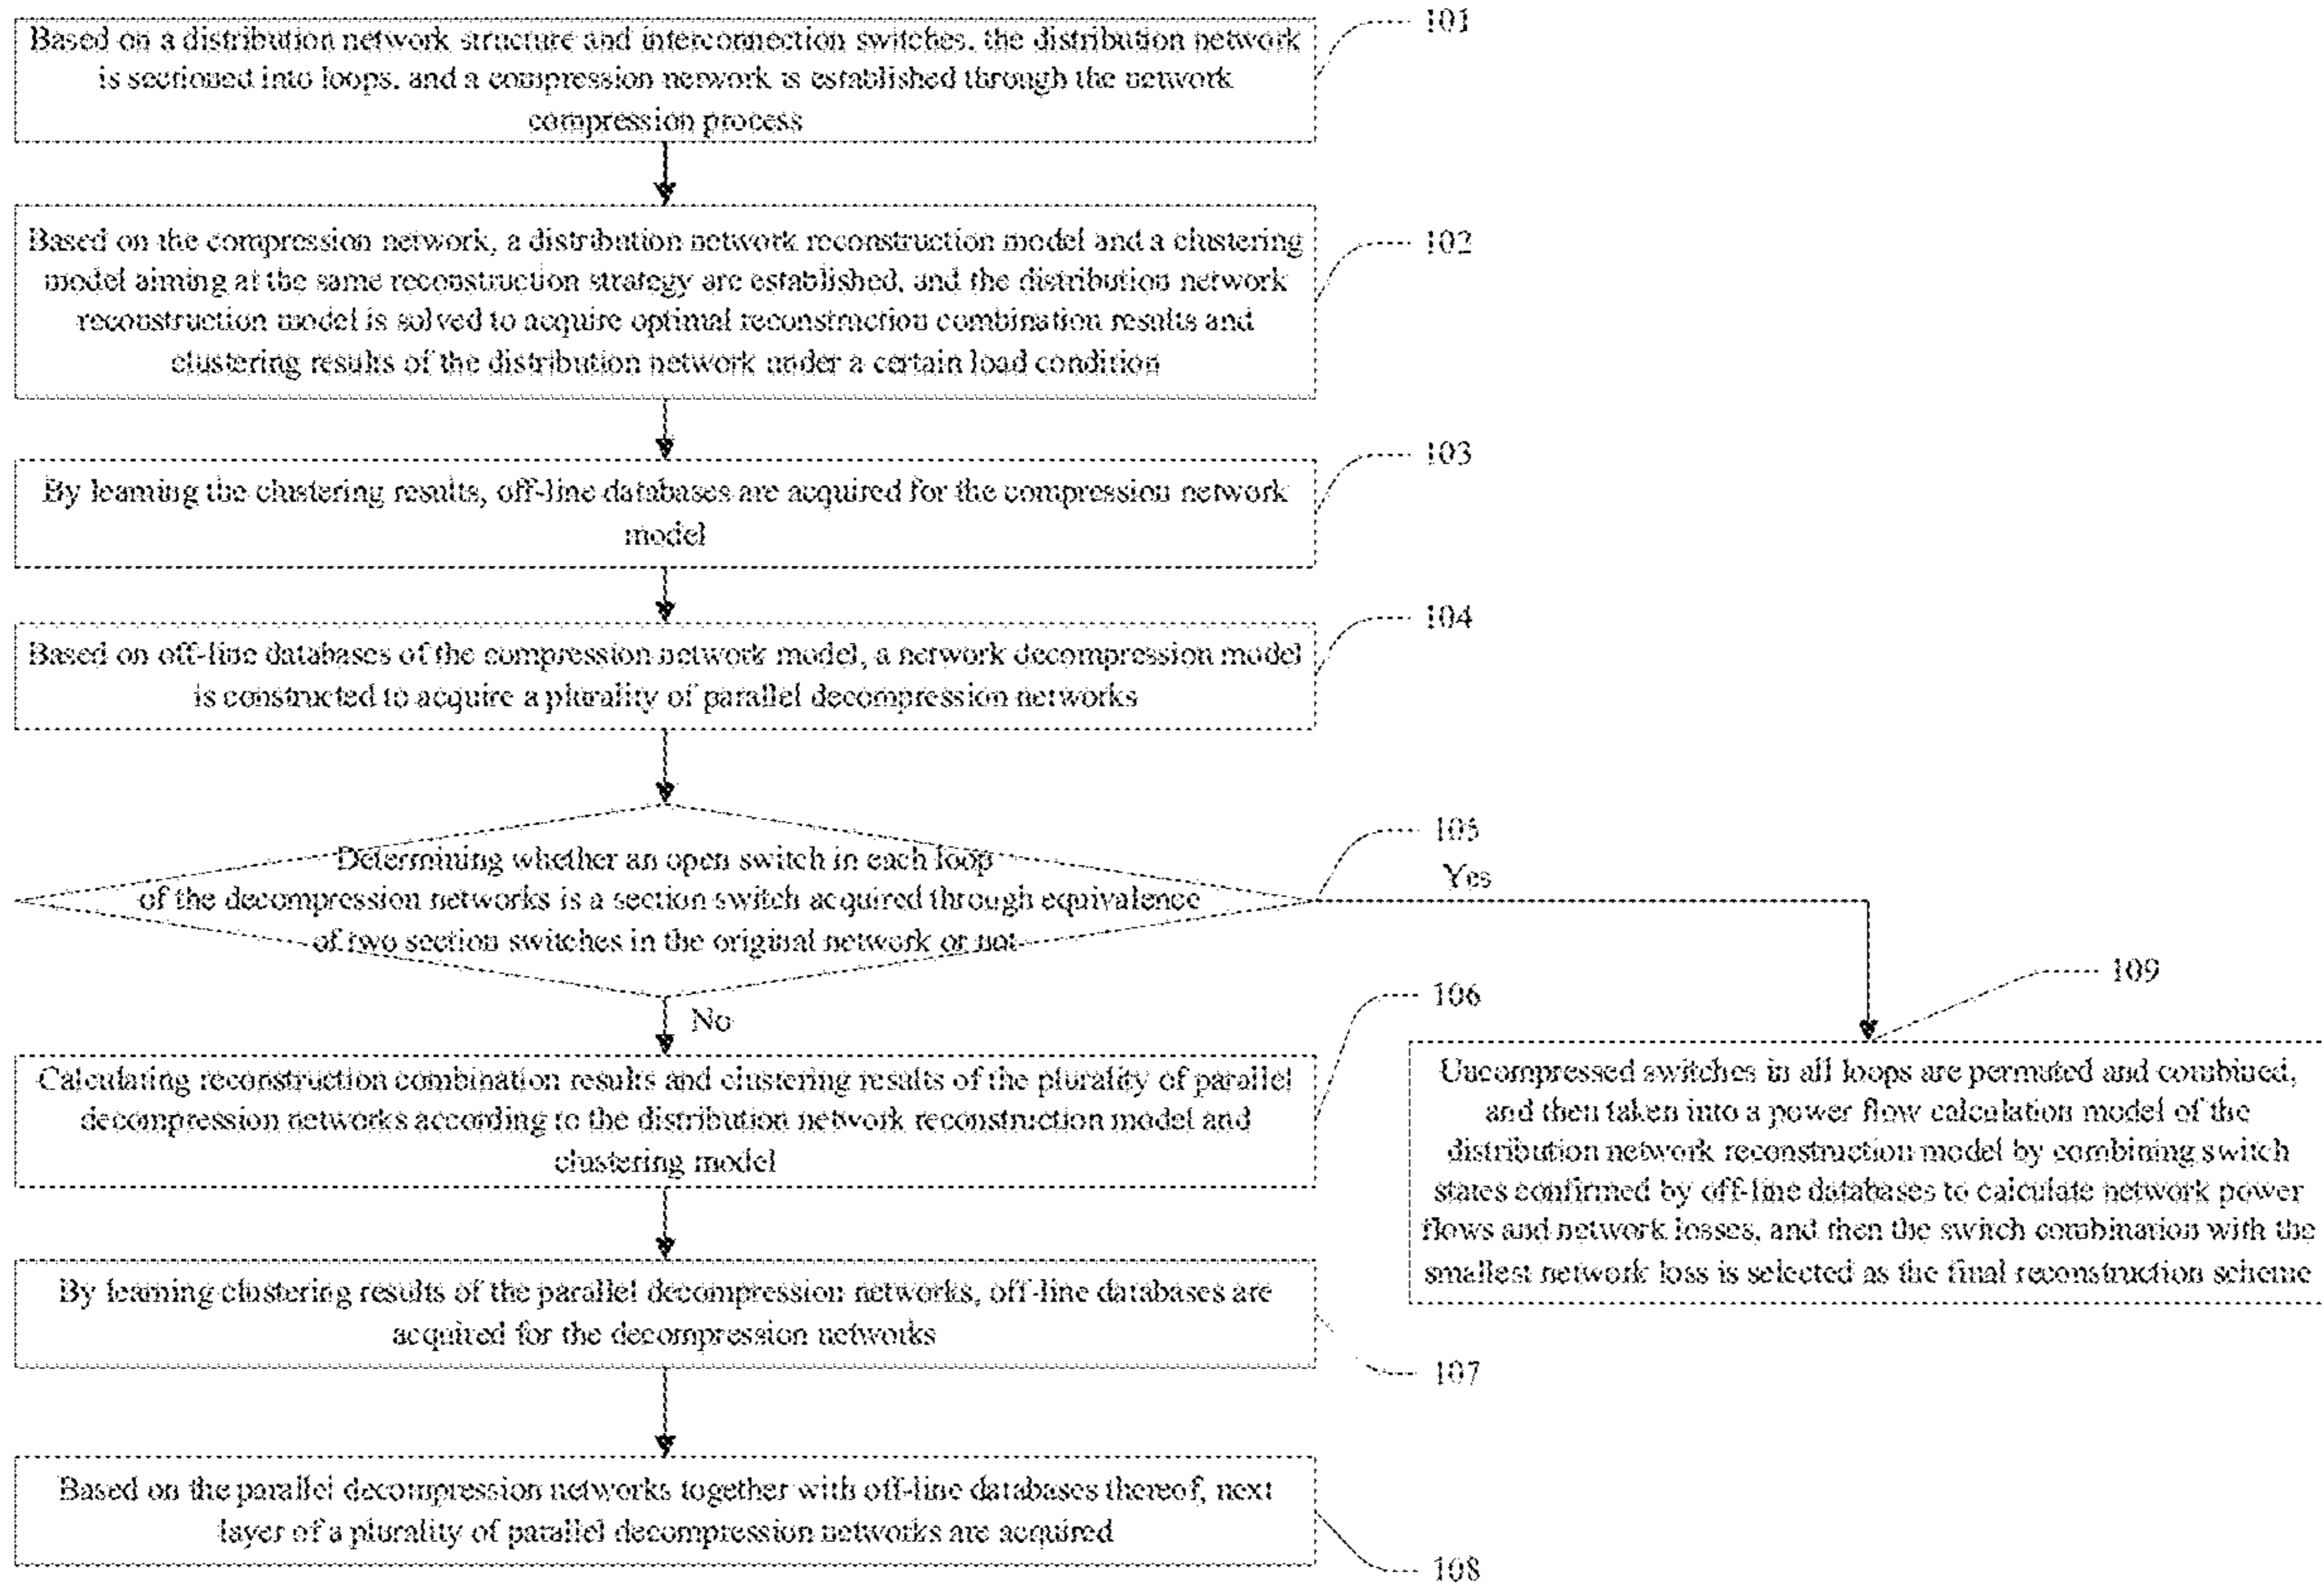 101
Based on a distribution network structure and interconnection switches, the distribution network
is sectioned into loops, and a compression network is established through the network
compression process
102
Based on the compression network, a distribution network reconstruction model and a clustering
model aiming at the same reconstruction strategy are established, and the distribution network
reconstruction model is solved to acquire optimal reconstruction combination results and
clustering results of the distribution network under a certain load condition
103
By learning the clustering results, off-line databases are acquired for the compression network
model
104
Based on off-line databases of the compression network model, a network decompression model
is constructed to acquire a plurality of parallel decompression networks
105
Determining whether an open switch in each loop
of the decompression networks is a section switch acquired through equivalence
of two section switches in the original network or not
Yes
No
106
Calculating reconstruction combination results and clustering results of the plurality of parallel
decompression networks according to the distribution network reconstruction model and
clustering model
109
Uncompressed switches in all loops are permuted and combined,
and then taken into a power flow calculation model of the
distribution network reconstruction model by combining switch
states confirmed by off-line databases to calculate network power
flows and network losses, and then the switch combination with the
smallest network loss is selected as the final reconstruction scheme
By learning clustering results of the parallel decompression networks, off-line databases are
acquired for the decompression networks
107
Based on the parallel decompression networks together with off-line databases thereof, next
layer of a plurality of parallel decompression networks are acquired
108